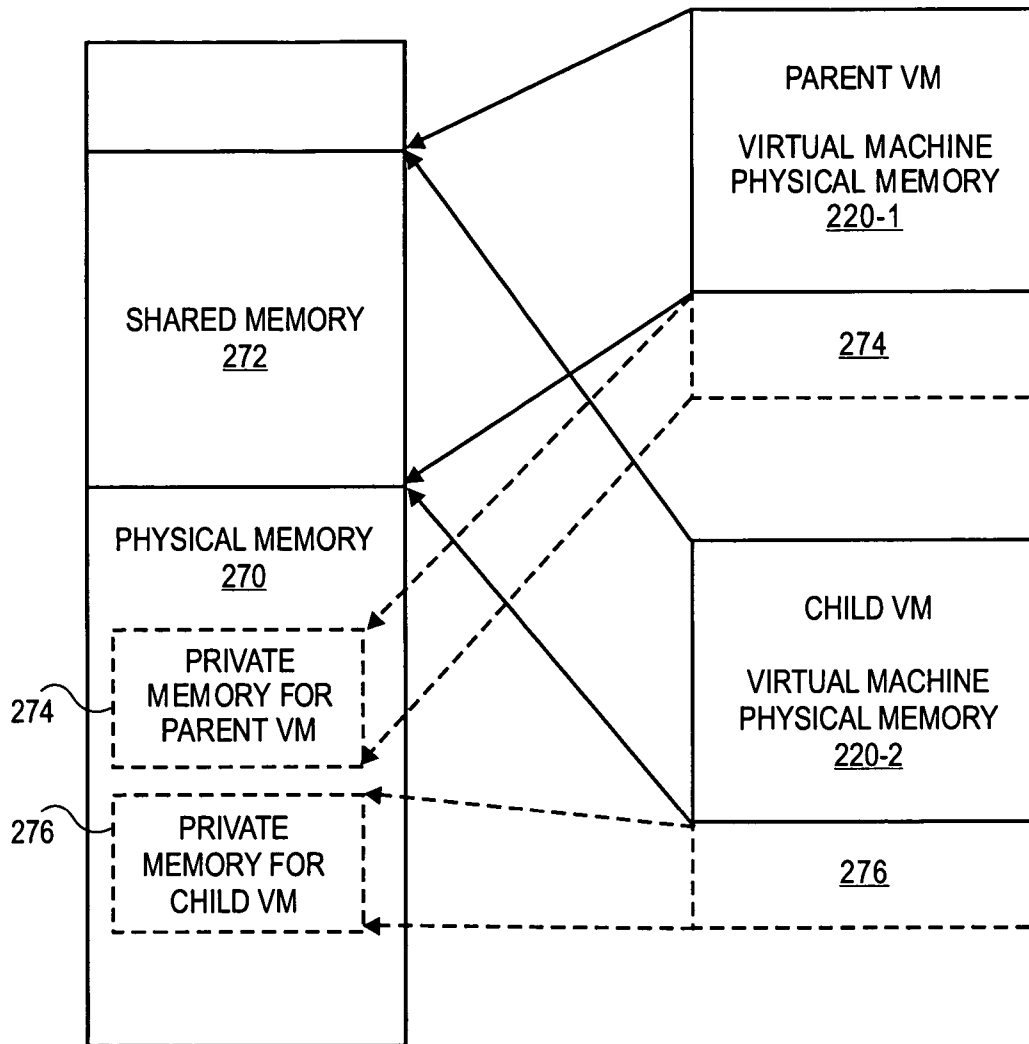 PARENT VM
VIRTUAL MACHINE
PHYSICAL MEMORY
220-1
274
SHARED MEMORY
272
PHYSICAL MEMORY
270
PRIVATE
MEMORY FOR
PARENT VM
274
PRIVATE
MEMORY FOR
CHILD VM
276
CHILD VM
VIRTUAL MACHINE
PHYSICAL MEMORY
220-2
276